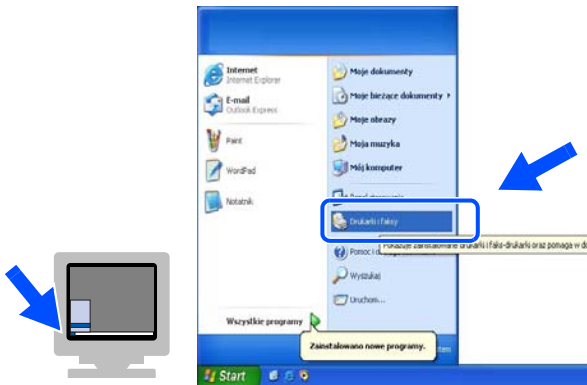 Internet
Internet Explorer
E-mail
Outlook Express
Paint
WordPad
Notatnik
Wszystkie programy
Moje dokumenty
Moje bieżące dokumenty
Moje obrazy
Moja muzyka
Mój komputer
Drukarki i faksy
Pokazuje zainstalowane drukarki i faks-drukarki oraz pomaga w do
Pomoc i
Wyszukaj
Uruchom...
Zainstalowano nowe programy.
Start